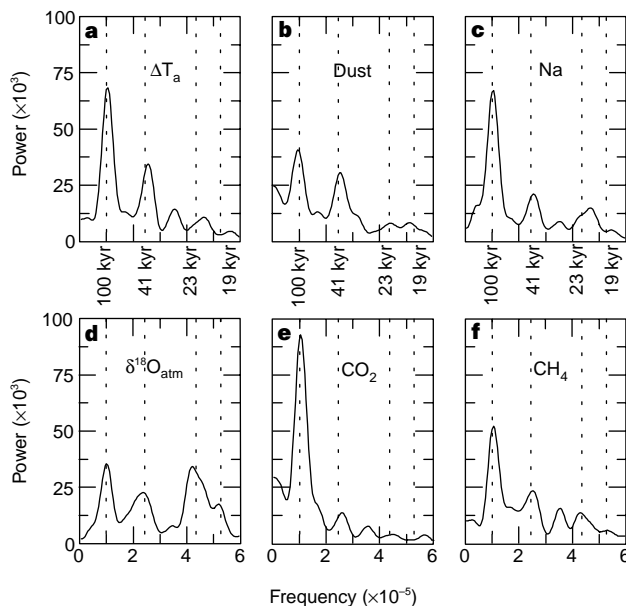 a
b
c
ΔTₐ
Dust
Na
Power (×10³)
100
75
50
25
0
100 kyr
41 kyr
23 kyr
19 kyr
100 kyr
41 kyr
23 kyr
19 kyr
100 kyr
41 kyr
23 kyr
19 kyr
d
e
f
δ¹⁸Oatm
CO₂
CH₄
Power (×10³)
100
75
50
25
0
0 2 4 6
0 2 4 6
0 2 4 6
Frequency (×10⁻⁵)